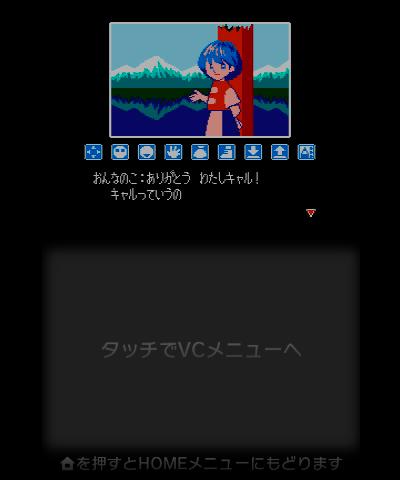 おんなのこ:ありがとう わたしキャル!
キャルっていうの
タッチでVCメニューへ
を押すとHOMEメニューにもどります